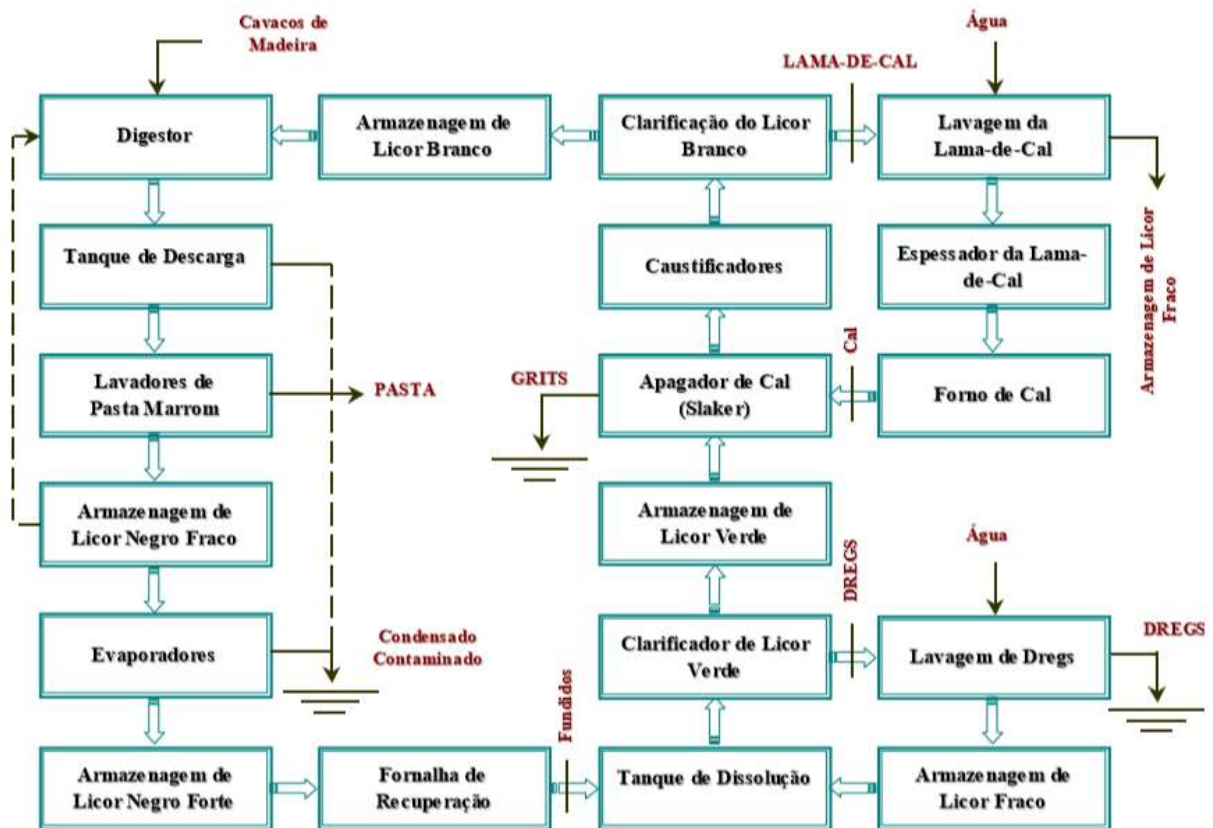 Cavacos de
Madeira
Água
LAMA-DE-CAL
Digestor
Armazenagem de
Licor Branco
Clarificação do Licor
Branco
Lavagem da
Lama-de-Cal
Tanque de Descarga
Caustificadores
Espessador da Lama-
de-Cal
Armazenagem de Licor
Fraco
Lavadores de
Pasta Marrom
PASTA
GRITS
Apagador de Cal
(Slaker)
Cal
Forno de Cal
Armazenagem de
Licor Negro Fraco
Armazenagem de
Licor Verde
DREGS
Água
Evaporadores
Condensado
Contaminado
Clarificador de Licor
Verde
Lavagem de Dregs
DREGS
Fundidos
Armazenagem de
Licor Negro Forte
Fornalha de
Recuperação
Tanque de Dissolução
Armazenagem de
Licor Fraco